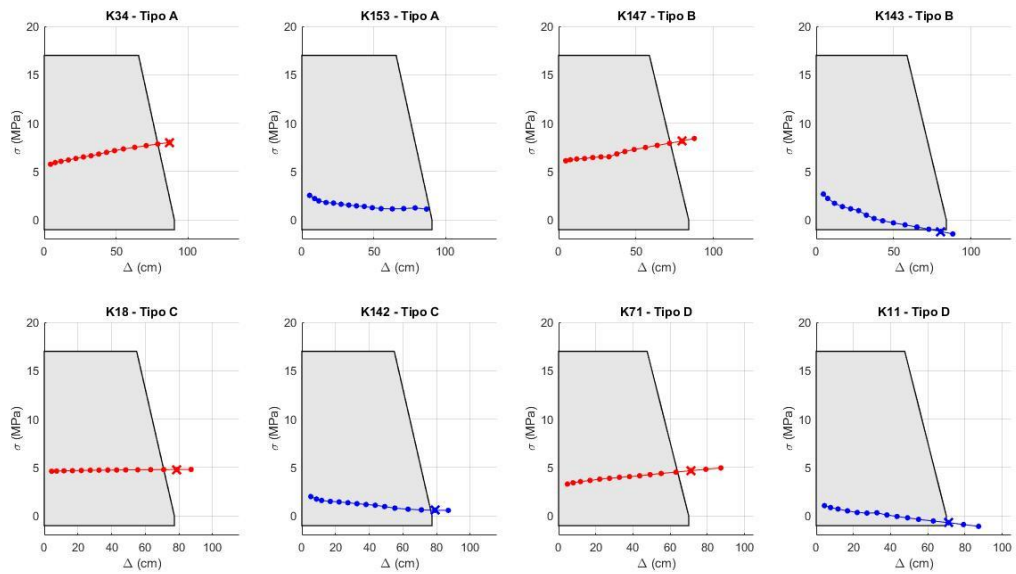 K34 - Tipo A
20
15
10
5
0
σ (MPa)
0
50
100
Δ (cm)
K153 - Tipo A
20
15
10
5
0
σ (MPa)
0
50
100
Δ (cm)
K147 - Tipo B
20
15
10
5
0
σ (MPa)
0
50
100
Δ (cm)
K143 - Tipo B
20
15
10
5
0
σ (MPa)
0
50
100
Δ (cm)
K18 - Tipo C
20
15
10
5
0
σ (MPa)
0 20 40 60 80 100
Δ (cm)
K142 - Tipo C
20
15
10
5
0
σ (MPa)
0 20 40 60 80 100
Δ (cm)
K71 - Tipo D
20
15
10
5
0
σ (MPa)
0 20 40 60 80 100
Δ (cm)
K11 - Tipo D
20
15
10
5
0
σ (MPa)
0 20 40 60 80 100
Δ (cm)